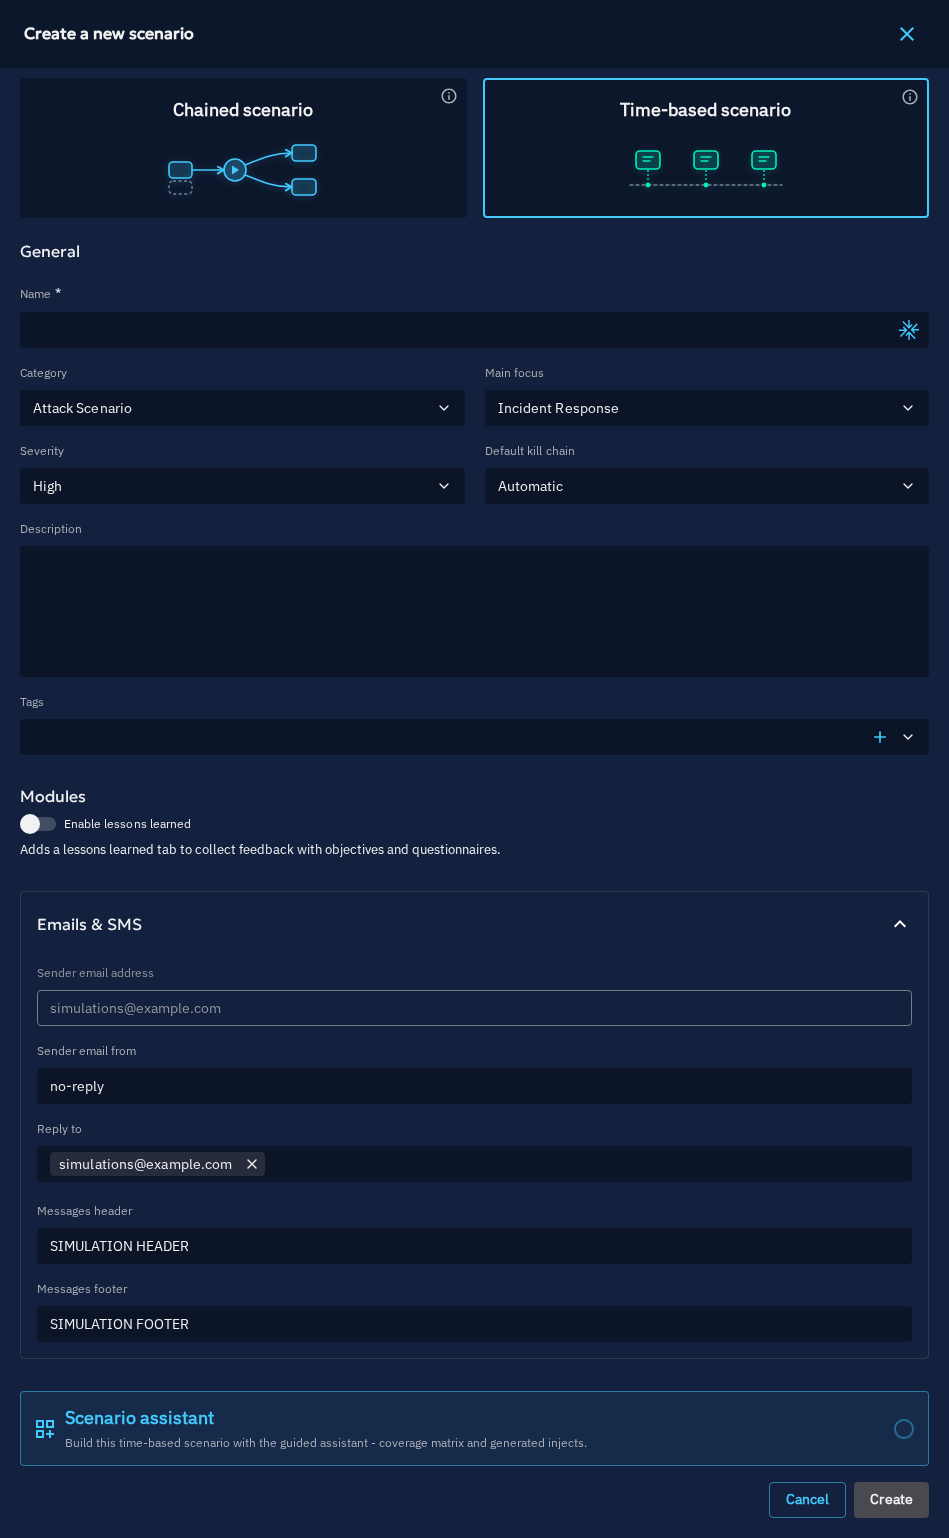 Create a new scenario
Chained scenario
Time-based scenario
General
Name *
Category
Main focus
Attack Scenario
Incident Response
Severity
Default kill chain
High
Automatic
Description
Tags
Modules
Enable lessons learned
Adds a lessons learned tab to collect feedback with objectives and questionnaires.
Emails & SMS
Sender email address
simulations@example.com
Sender email from
no-reply
Reply to
simulations@example.com
Messages header
SIMULATION HEADER
Messages footer
SIMULATION FOOTER
Scenario assistant
Build this time-based scenario with the guided assistant - coverage matrix and generated injects.
Cancel
Create